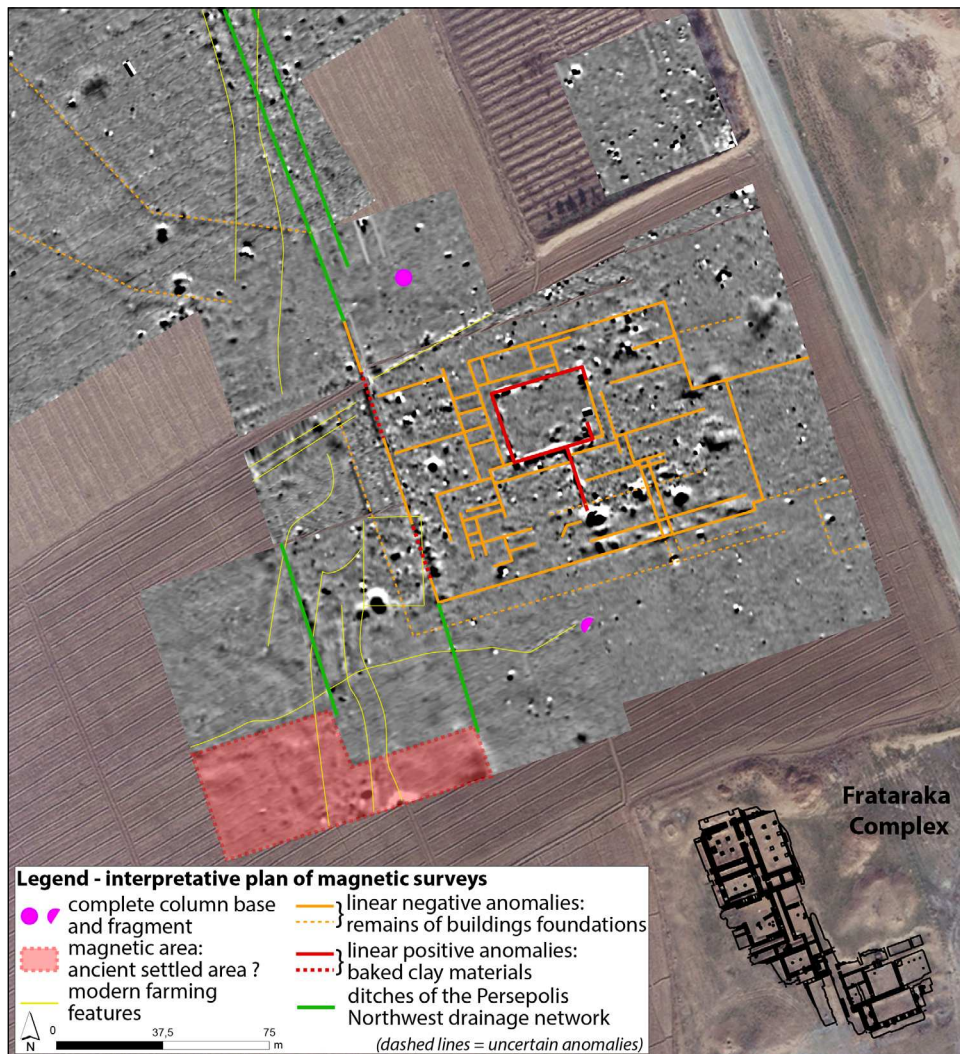 Frataraka
Complex
Legend - interpretative plan of magnetic surveys
complete column base
and fragment
magnetic area:
ancient settled area ?
modern farming
features
linear negative anomalies:
remains of buildings foundations
linear positive anomalies:
baked clay materials
ditches of the Persepolis
Northwest drainage network
N
0 37,5 75
m
(dashed lines = uncertain anomalies)